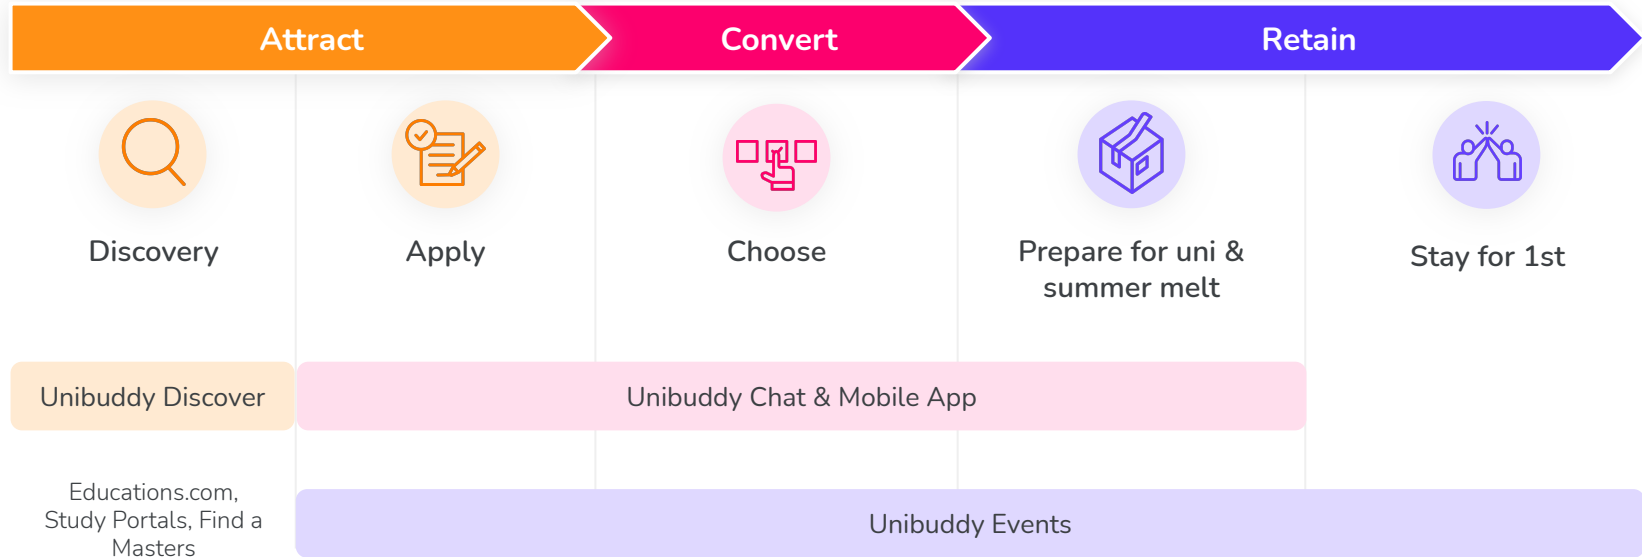 Attract
Convert
Retain
Discovery
Apply
Choose
Prepare for uni &
summer melt
Stay for 1st
Unibuddy Discover
Unibuddy Chat & Mobile App
Educations.com,
Study Portals, Find a
Masters
Unibuddy Events